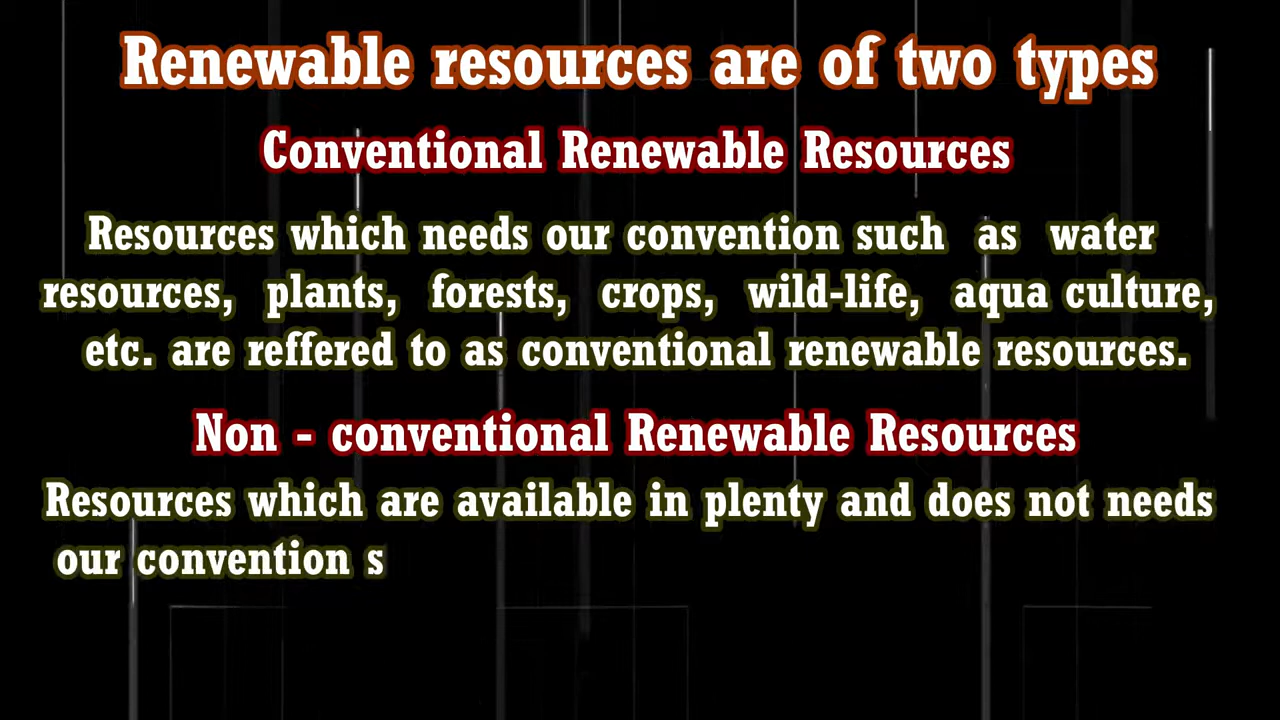 Renewable resources are of two types
Conventional Renewable Resources
Resources which needs our convention such as water
resources, plants, forests, crops, wild-life, aqua culture,
etc. are reffered to as conventional renewable resources.
Non - conventional Renewable Resources
Resources which are available in plenty and does not needs
our convention s